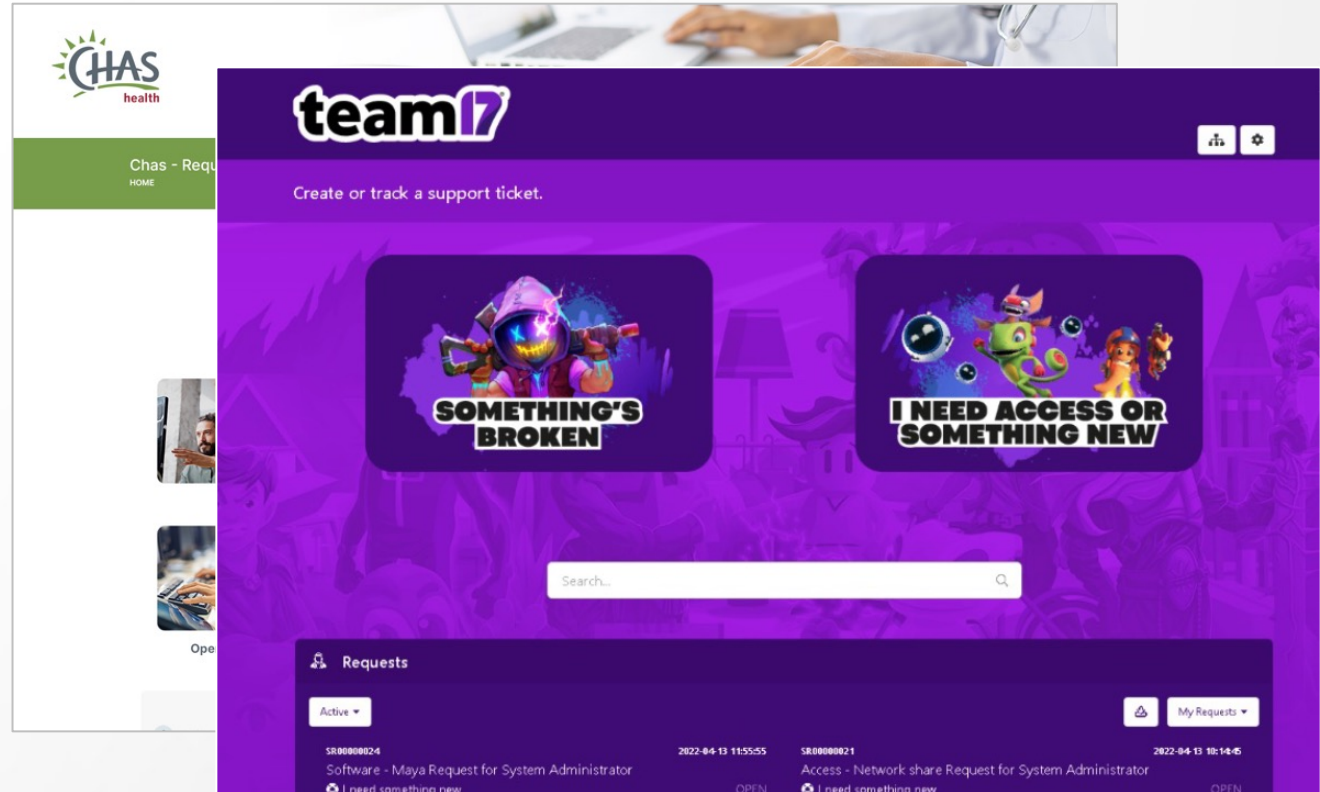 CHAS
health
Chas - Requ
HOME
Ope
team17
Create or track a support ticket.
SOMETHING'S
BROKEN
I NEED ACCESS OR
SOMETHING NEW
Search...
Requests
Active
My Requests
SR00000024
2022-04-13 11:55:55
Software - Maya Request for System Administrator
I need something new
OPEN
SR00000021
2022-04-13 10:14:45
Access - Network share Request for System Administrator
I need something new
OPEN